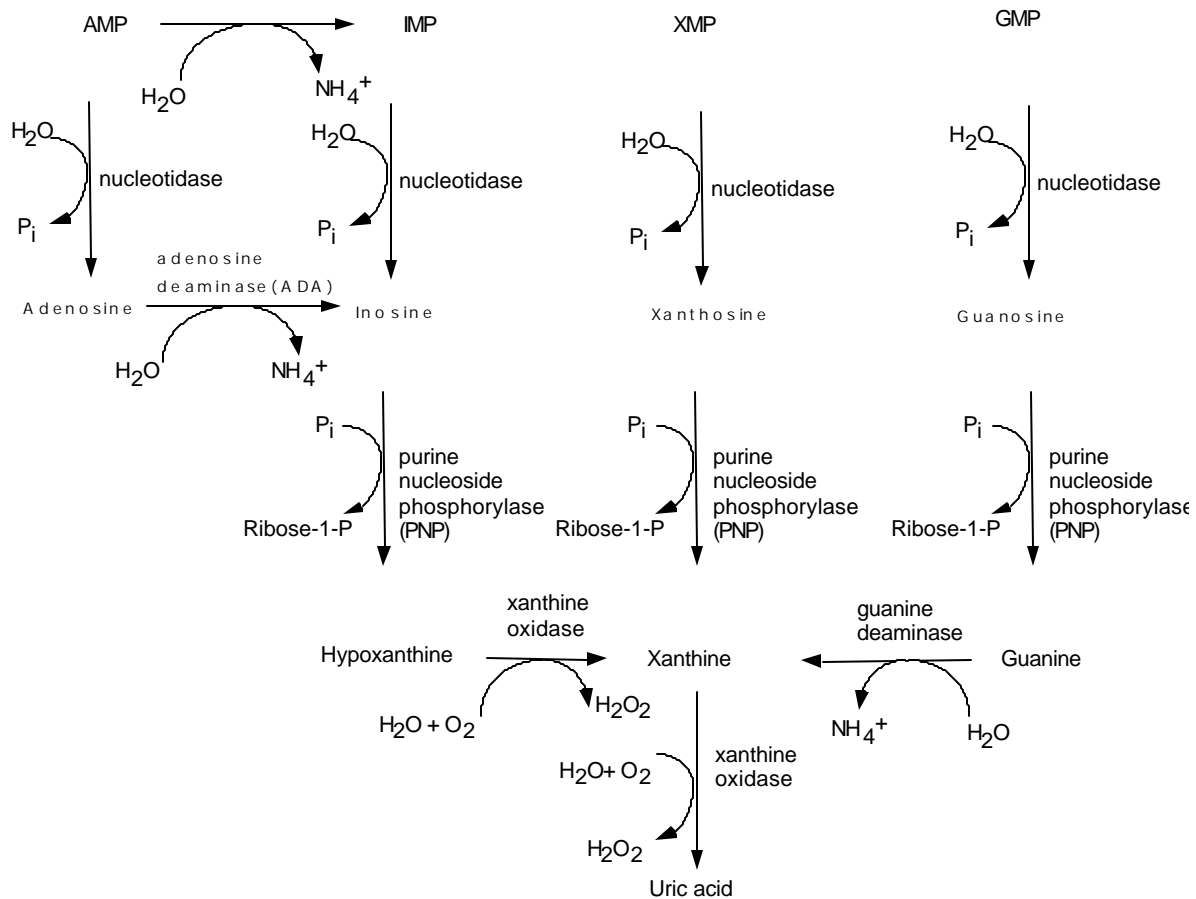 AMP IMP XMP GMP
H₂O NH₄⁺
H₂O H₂O H₂O H₂O
nucleotidase nucleotidase nucleotidase nucleotidase
Pᵢ Pᵢ Pᵢ Pᵢ
adenosine
deaminase (ADA)
Adenosine Inosine Xanthosine Guanosine
H₂O NH₄⁺
Pᵢ Pᵢ Pᵢ
purine purine purine
nucleoside nucleoside nucleoside
phosphorylase phosphorylase phosphorylase
Ribose-1-P (PNP) Ribose-1-P (PNP) Ribose-1-P (PNP)
xanthine guanine
oxidase deaminase
Hypoxanthine Xanthine Guanine
H₂O + O₂ H₂O₂ NH₄⁺ H₂O
H₂O+ O₂ xanthine
oxidase
H₂O₂
Uric acid